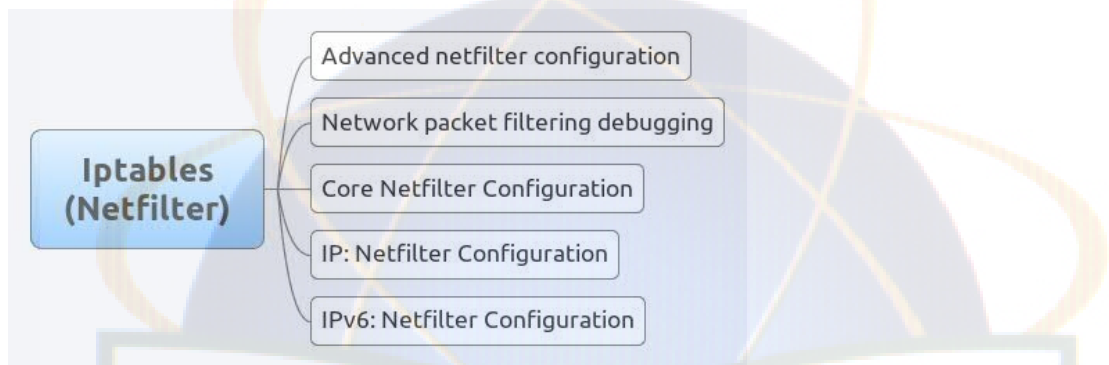 Iptables
(Netfilter)
Advanced netfilter configuration
Network packet filtering debugging
Core Netfilter Configuration
IP: Netfilter Configuration
IPv6: Netfilter Configuration